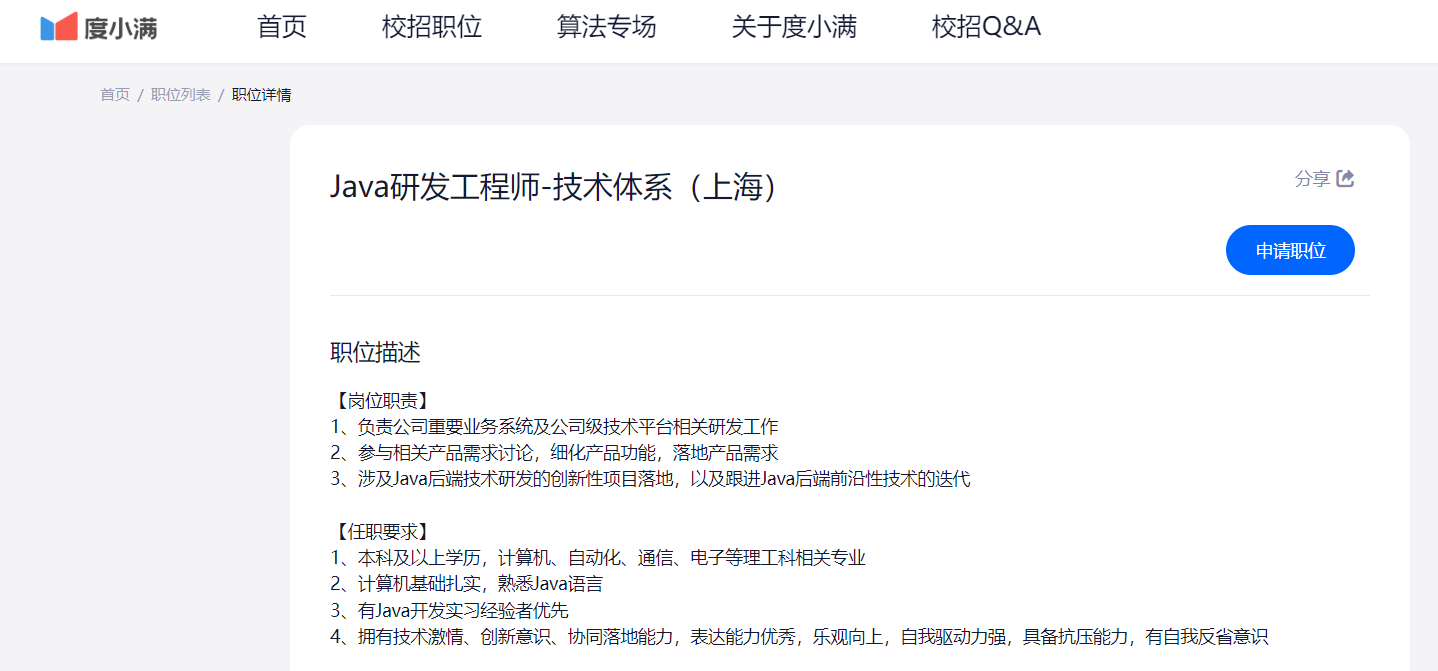 度小满 首页 校招职位 算法专场 关于度小满 校招Q&A
首页 / 职位列表 / 职位详情
Java研发工程师-技术体系（上海）
分享
申请职位
职位描述
【岗位职责】
1、负责公司重要业务系统及公司级技术平台相关研发工作
2、参与相关产品需求讨论，细化产品功能，落地产品需求
3、涉及Java后端技术研发的创新性项目落地，以及跟进Java后端前沿性技术的迭代
【任职要求】
1、本科及以上学历，计算机、自动化、通信、电子等理工科相关专业
2、计算机基础扎实，熟悉Java语言
3、有Java开发实习经验者优先
4、拥有技术激情、创新意识、协同落地能力，表达能力优秀，乐观向上，自我驱动力强，具备抗压能力，有自我反省意识